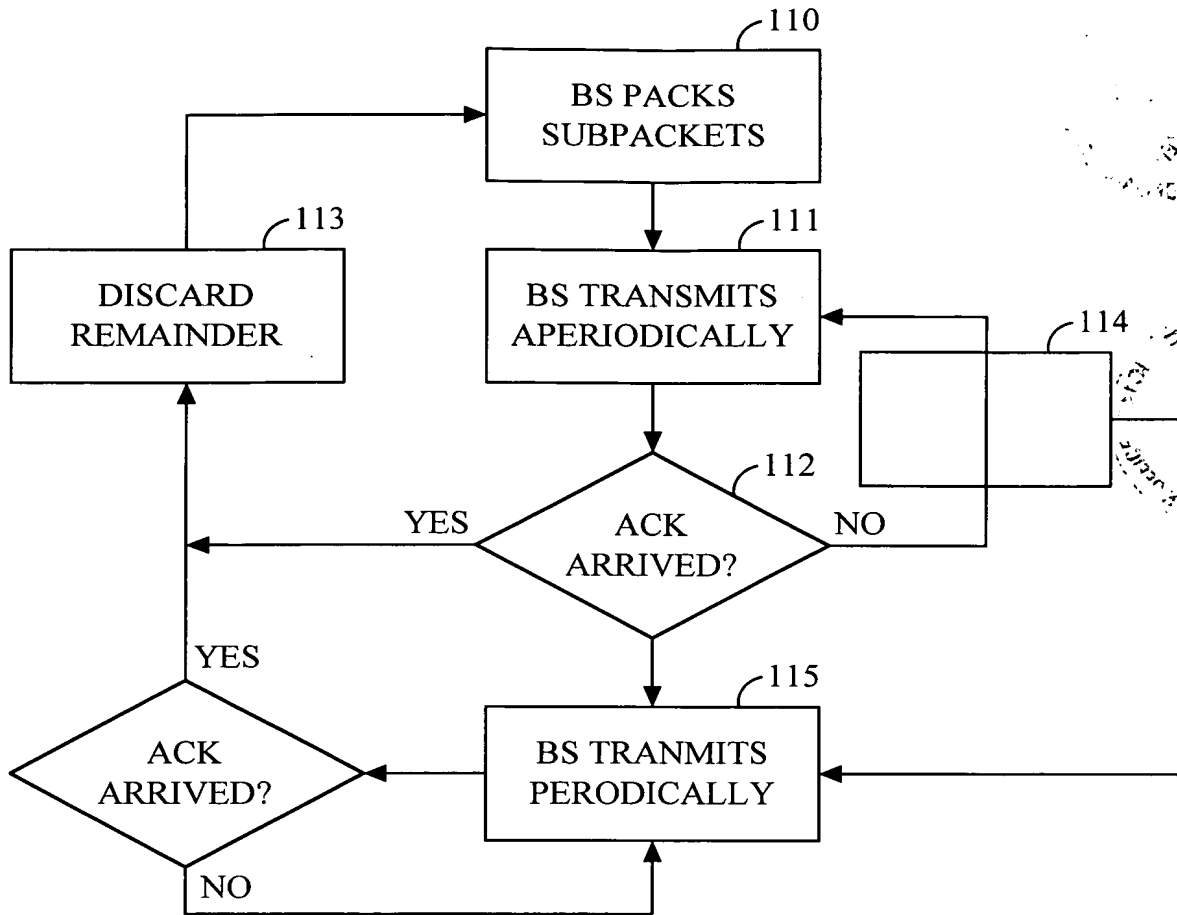 110
BS PACKS
SUBPACKETS
113
111
DISCARD
REMAINDER
BS TRANSMITS
APERIODICALLY
114
112
YES
ACK
ARRIVED?
NO
YES
115
ACK
ARRIVED?
BS TRANMITS
PERODICALLY
NO